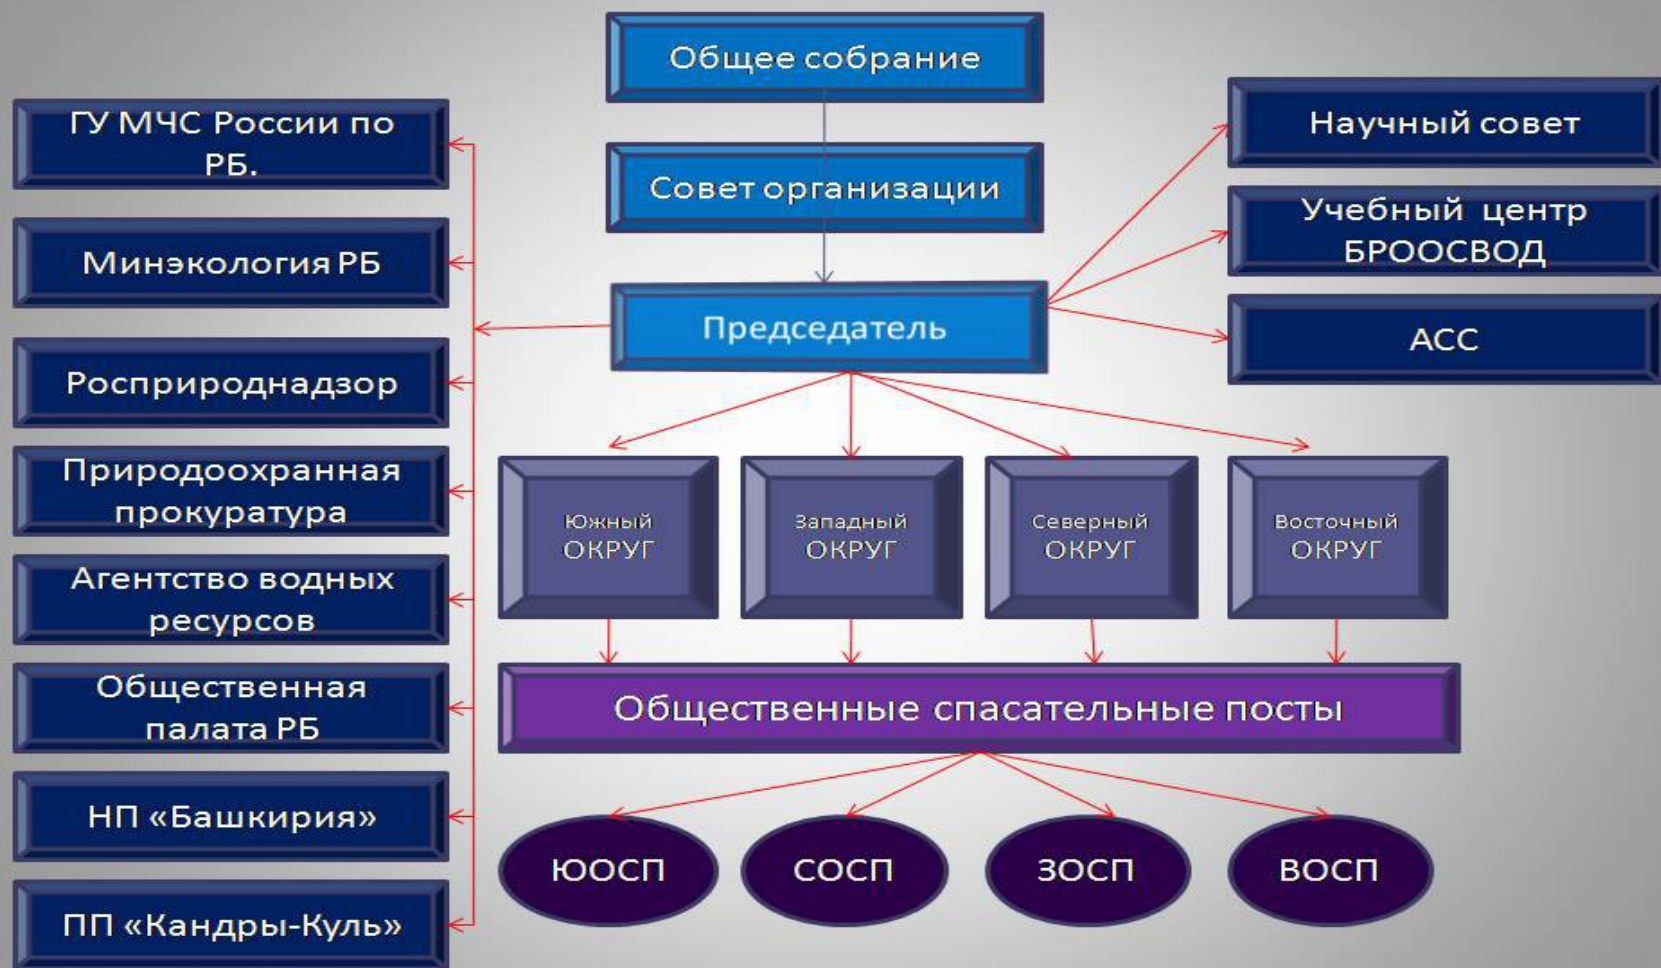 Общее собрание
Совет организации
Председатель
ГУ МЧС России по
РБ.
Минэкология РБ
Росприроднадзор
Природоохранная
прокуратура
Агентство водных
ресурсов
Общественная
палата РБ
НП «Башкирия»
ПП «Кандры-Куль»
Научный совет
Учебный центр
БРООСВОД
АСС
Южный
ОКРУГ
Западный
ОКРУГ
Северный
ОКРУГ
Восточный
ОКРУГ
Общественные спасательные посты
ЮОСП
СОСП
ЗОСП
ВОСП